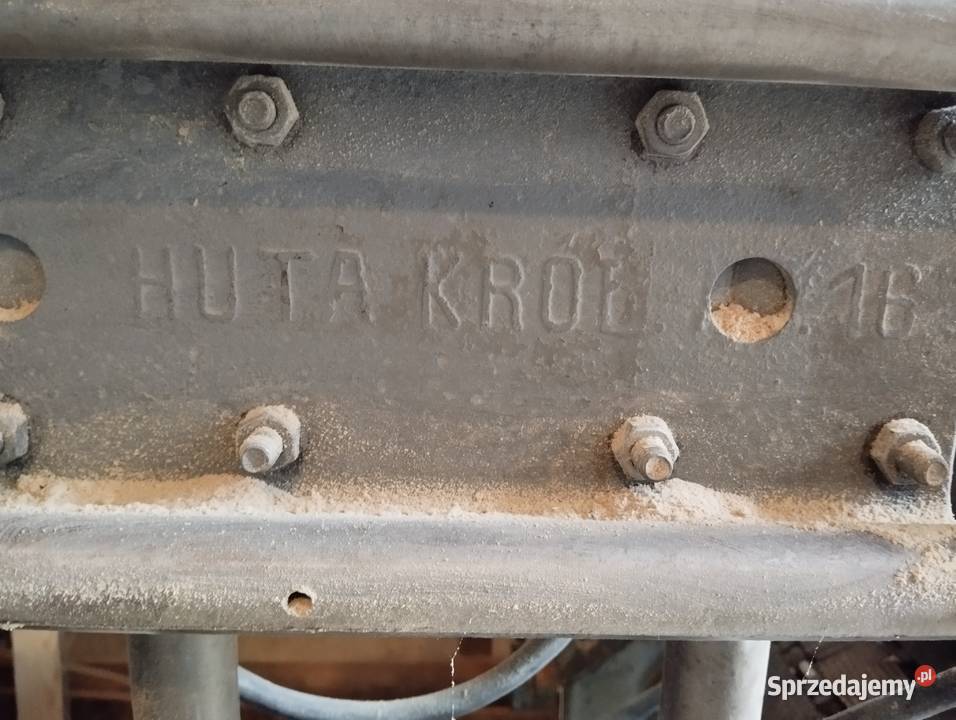 HUTA KRÓL. 16
Sprzedajemy.pl